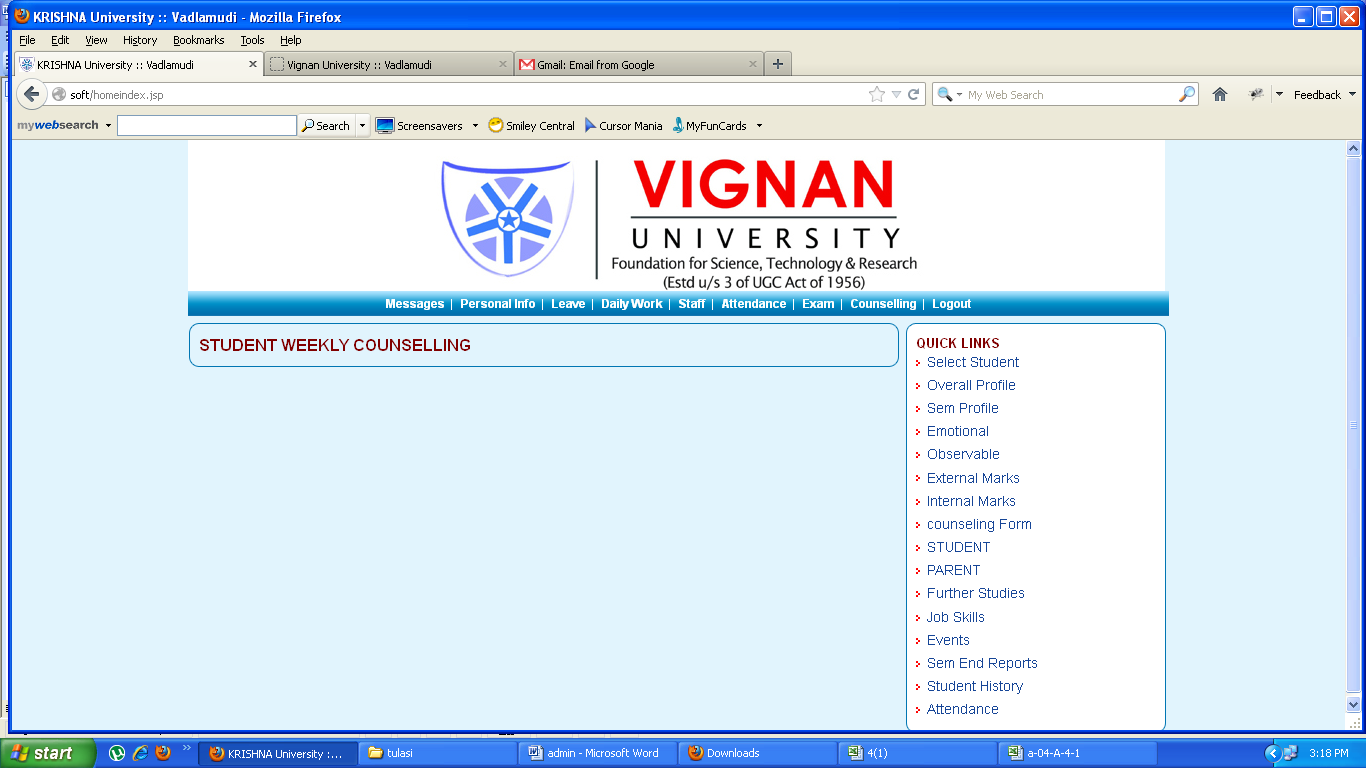 KRISHNA University :: Vadlamudi - Mozilla Firefox
File Edit View History Bookmarks Tools Help
KRISHNA University :: Vadlamudi
Vignan University :: Vadlamudi
Gmail: Email from Google
soft/homeindex.jsp
My Web Search
Feedback
mywebsearch
Search
Screensavers
Smiley Central
Cursor Mania
MyFunCards
VIGNAN
UNIVERSITY
Foundation for Science, Technology & Research
(Estd u/s 3 of UGC Act of 1956)
Messages | Personal Info | Leave | Daily Work | Staff | Attendance | Exam | Counselling | Logout
STUDENT WEEKLY COUNSELLING
QUICK LINKS
Select Student
Overall Profile
Sem Profile
Emotional
Observable
External Marks
Internal Marks
counseling Form
STUDENT
PARENT
Further Studies
Job Skills
Events
Sem End Reports
Student History
Attendance
start
KRISHNA University :...
tulasi
admin - Microsoft Word
Downloads
4(1)
a-04-A-4-1
3:18 PM